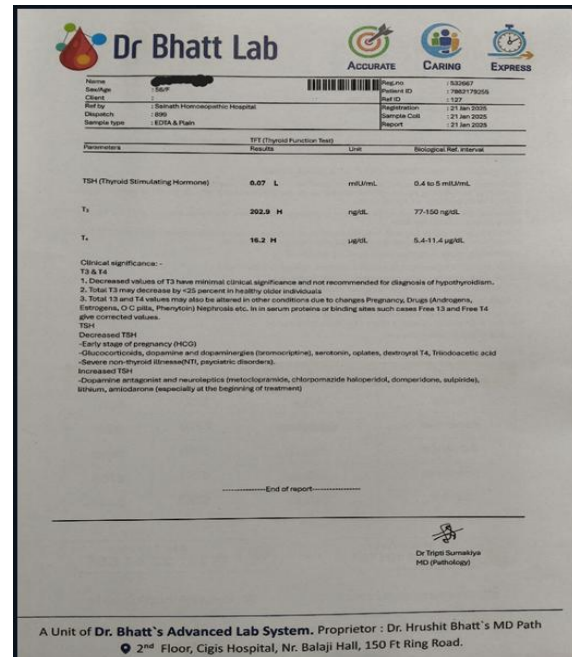 Dr Bhatt Lab
ACCURATE CARING EXPRESS
Name
Sex/Age : 56/F
Client :
Ref by : Sainath Homoeopathic Hospital
Dispatch : 899
Sample type : EDTA & Plain
Reg.no : 532667
Patient ID : 7862179255
Ref ID : 127
Registration : 21 Jan 2025
Sample Coll : 21 Jan 2025
Report : 21 Jan 2025
TFT (Thyroid Function Test)
Parameters Results Unit Biological Ref. interval
TSH (Thyroid Stimulating Hormone) 0.07 L mIU/mL 0.4 to 5 mIU/mL
T₃ 202.9 H ng/dL 77-150 ng/dL
T₄ 16.2 H µg/dL 5.4-11.4 µg/dL
Clinical significance: -
T3 & T4
1. Decreased values of T3 have minimal clinical significance and not recommended for diagnosis of hypothyroidism.
2. Total T3 may decrease by <25 percent in healthy older individuals
3. Total 13 and T4 values may also be altered in other conditions due to changes Pregnancy, Drugs (Androgens,
Estrogens, O C pills, Phenytoin) Nephrosis etc. In in serum proteins or binding sites such cases Free 13 and Free T4
give corrected values.
TSH
Decreased TSH
-Early stage of pregnancy (HCG)
-Glucocorticoids, dopamine and dopaminergies (bromocriptine), serotonin, opiates, dextroyral T4, Triiodoacetic acid
-Severe non-thyroid illnesse(NTI, psyoiatric disorders).
Increased TSH
-Dopamine antagonist and neuroleptics (metoclopramide, chlorpomazide haloperidol, domperidone, sulpiride),
lithium, amiodarone (especially at the beginning of treatment)
---------------End of report-----------------
Dr Tripti Sumakiya
MD (Pathology)
A Unit of Dr. Bhatt`s Advanced Lab System. Proprietor : Dr. Hrushit Bhatt`s MD Path
2nd Floor, Cigis Hospital, Nr. Balaji Hall, 150 Ft Ring Road.